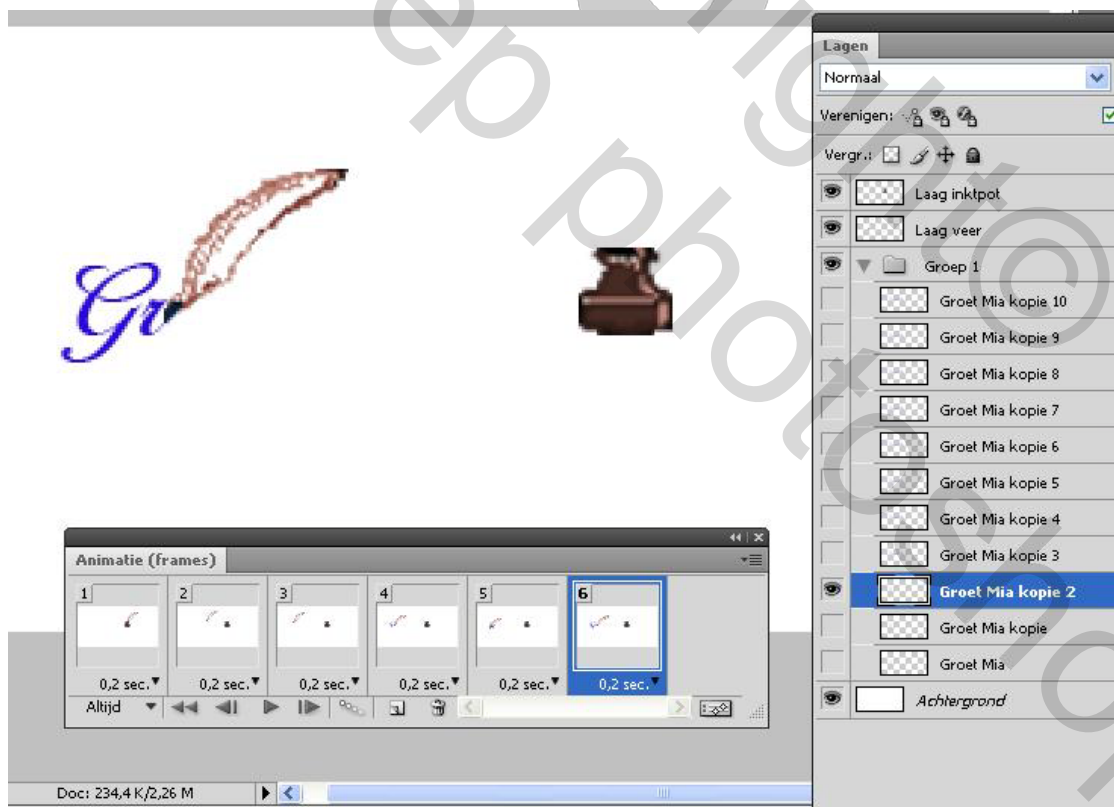 right©
ep photoshop
Lagen
Normaal
Verenigen:
Vergr.:
Laag inktpot
Laag veer
Groep 1
Groet Mia kopie 10
Groet Mia kopie 9
Groet Mia kopie 8
Groet Mia kopie 7
Groet Mia kopie 6
Groet Mia kopie 5
Groet Mia kopie 4
Groet Mia kopie 3
Groet Mia kopie 2
Groet Mia kopie
Groet Mia
Achtergrond
Gr
Animatie (frames)
1 2 3 4 5 6
0,2 sec. 0,2 sec. 0,2 sec. 0,2 sec. 0,2 sec. 0,2 sec.
Altijd
Doc: 234,4 K/2,26 M